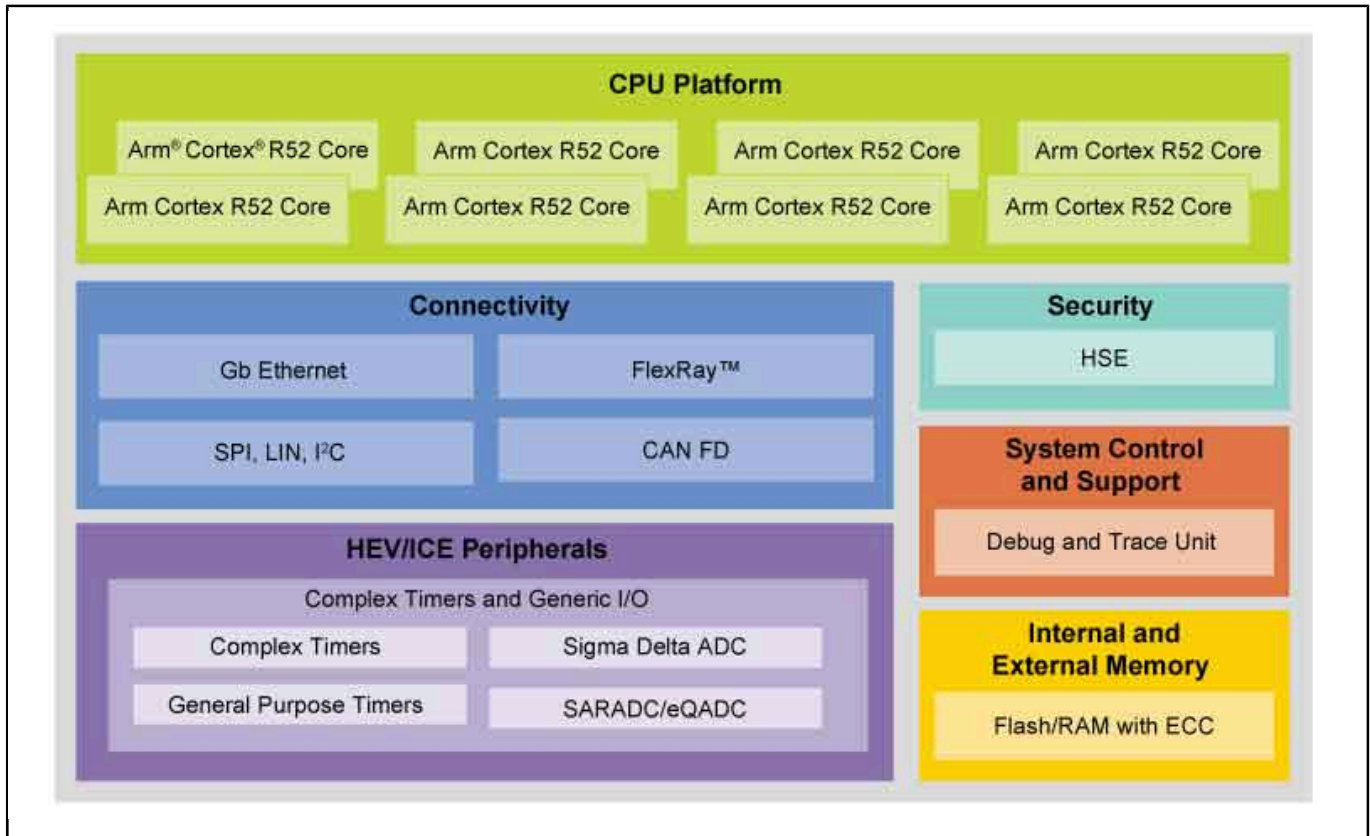 CPU Platform
Arm® Cortex® R52 Core
Arm Cortex R52 Core
Arm Cortex R52 Core
Arm Cortex R52 Core
Arm Cortex R52 Core
Arm Cortex R52 Core
Arm Cortex R52 Core
Arm Cortex R52 Core
Connectivity
Gb Ethernet
FlexRay™
SPI, LIN, I²C
CAN FD
Security
HSE
System Control
and Support
Debug and Trace Unit
HEV/ICE Peripherals
Complex Timers and Generic I/O
Complex Timers
Sigma Delta ADC
General Purpose Timers
SARADC/eQADC
Internal and
External Memory
Flash/RAM with ECC